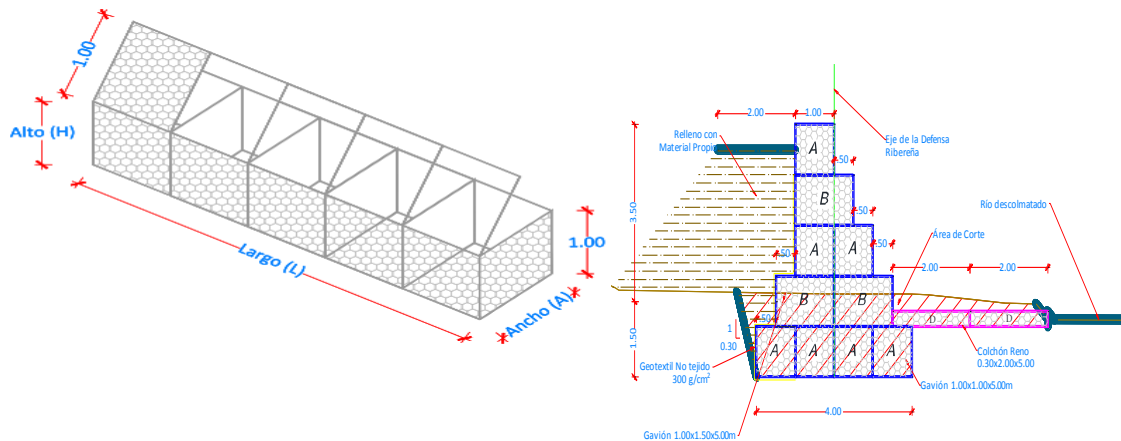 1.00
Alto (H)
Largo (L)
1.00
Ancho (A)
2.00
1.00
Relleno con
Material Propio
Eje de la Defensa
Ribereña
A
.50
B
.50
3.50
A
A
.50
.50
Área de Corte
Río descolmatado
2.00
2.00
B
B
.50
D
D
1
0.30
1.50
A
A
A
A
Colchón Reno
0.30x2.00x5.00
Geotextil No tejido
300 g/cm²
Gavión 1.00x1.00x5.00m
4.00
Gavión 1.00x1.50x5.00m